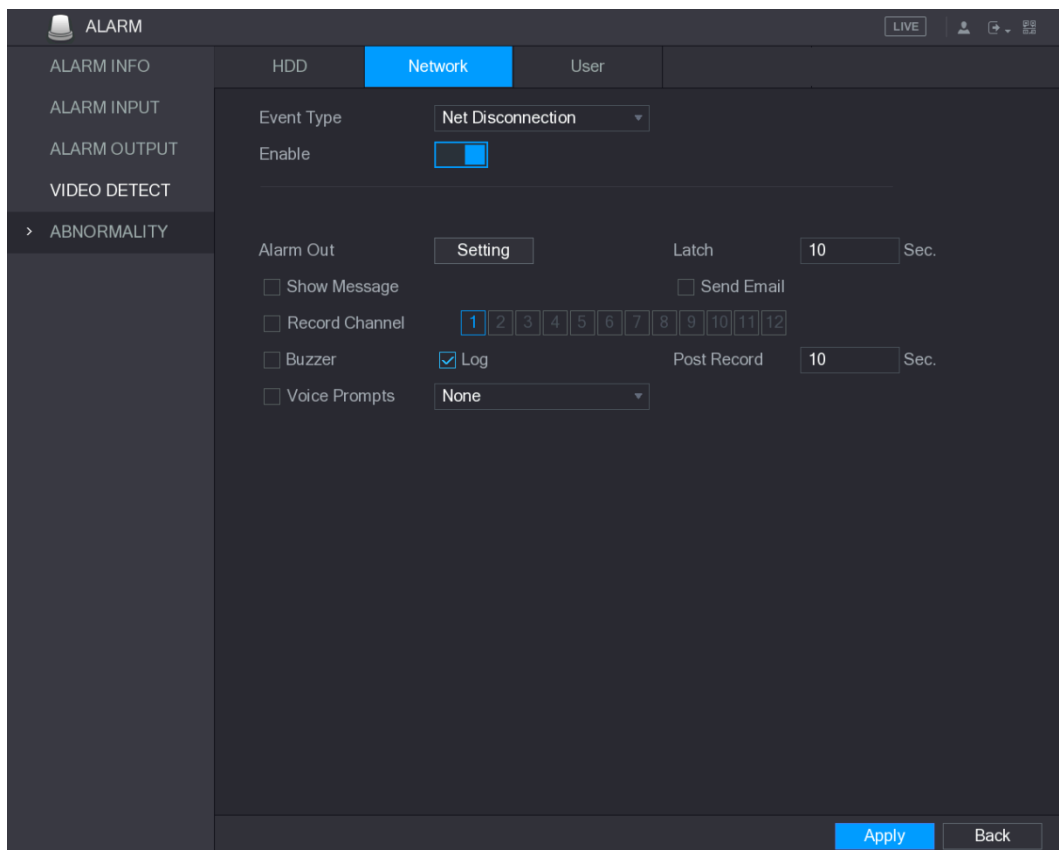 ALARM
LIVE
ALARM INFO
ALARM INPUT
ALARM OUTPUT
VIDEO DETECT
> ABNORMALITY
HDD Network User
Event Type Net Disconnection
Enable
Alarm Out Setting Latch 10 Sec.
Show Message Send Email
Record Channel 1 2 3 4 5 6 7 8 9 10 11 12
Buzzer Log Post Record 10 Sec.
Voice Prompts None
Apply Back